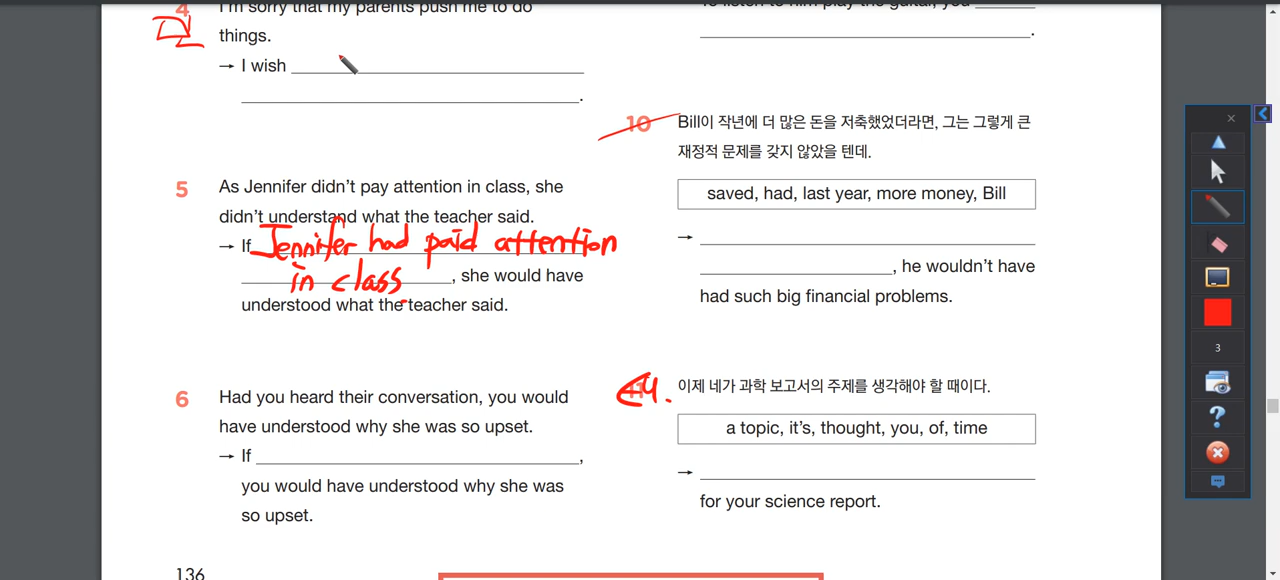 4
I'm sorry that my parents push me to do
things.
→ I wish
.
5
As Jennifer didn't pay attention in class, she
didn't understand what the teacher said.
→ If Jennifer had paid attention
in class, she would have
understood what the teacher said.
6
Had you heard their conversation, you would
have understood why she was so upset.
→ If ,
you would have understood why she was
so upset.
136
To listen to him play the guitar, you
.
10
Bill이 작년에 더 많은 돈을 저축했었더라면, 그는 그렇게 큰
재정적 문제를 갖지 않았을 텐데.
saved, had, last year, more money, Bill
→
, he wouldn't have
had such big financial problems.
11
이제 네가 과학 보고서의 주제를 생각해야 할 때이다.
a topic, it's, thought, you, of, time
→
for your science report.
3